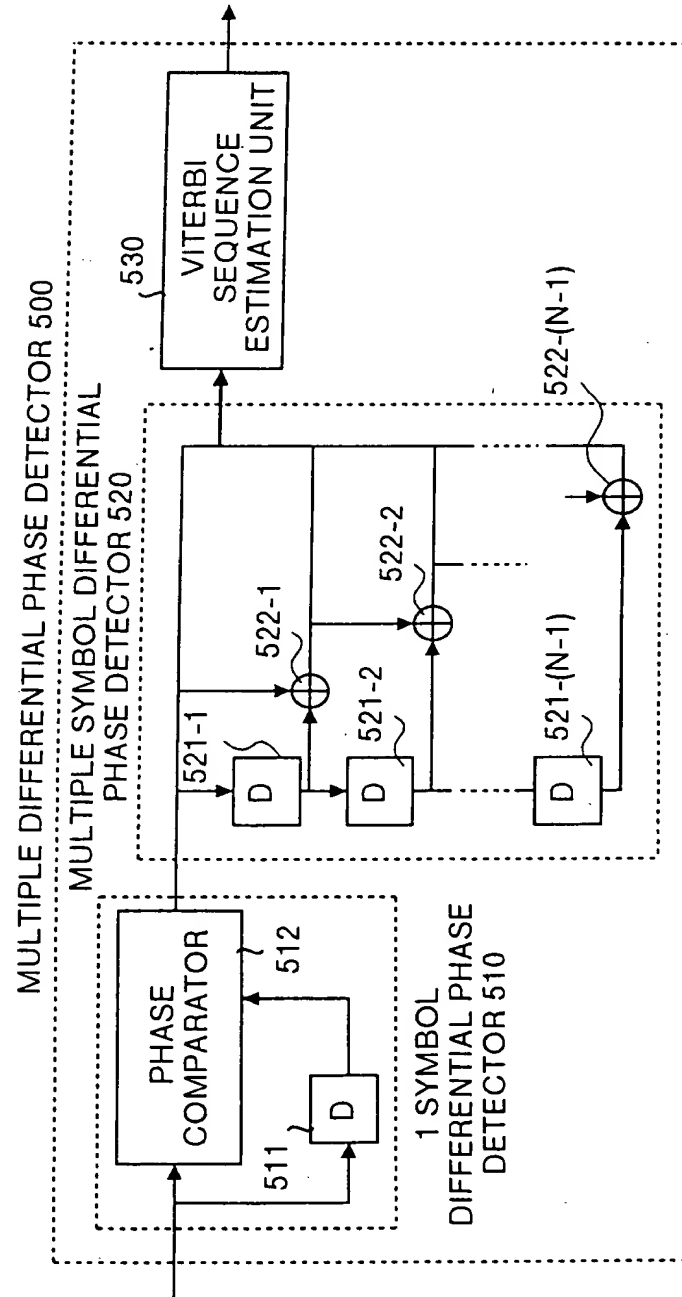 MULTIPLE DIFFERENTIAL PHASE DETECTOR 500
MULTIPLE SYMBOL DIFFERENTIAL
PHASE DETECTOR 520
530
VITERBI
SEQUENCE
ESTIMATION UNIT
PHASE
COMPARATOR
512
511
D
1 SYMBOL
DIFFERENTIAL PHASE
DETECTOR 510
521-1
D
522-1
521-2
D
522-2
521-(N-1)
D
522-(N-1)